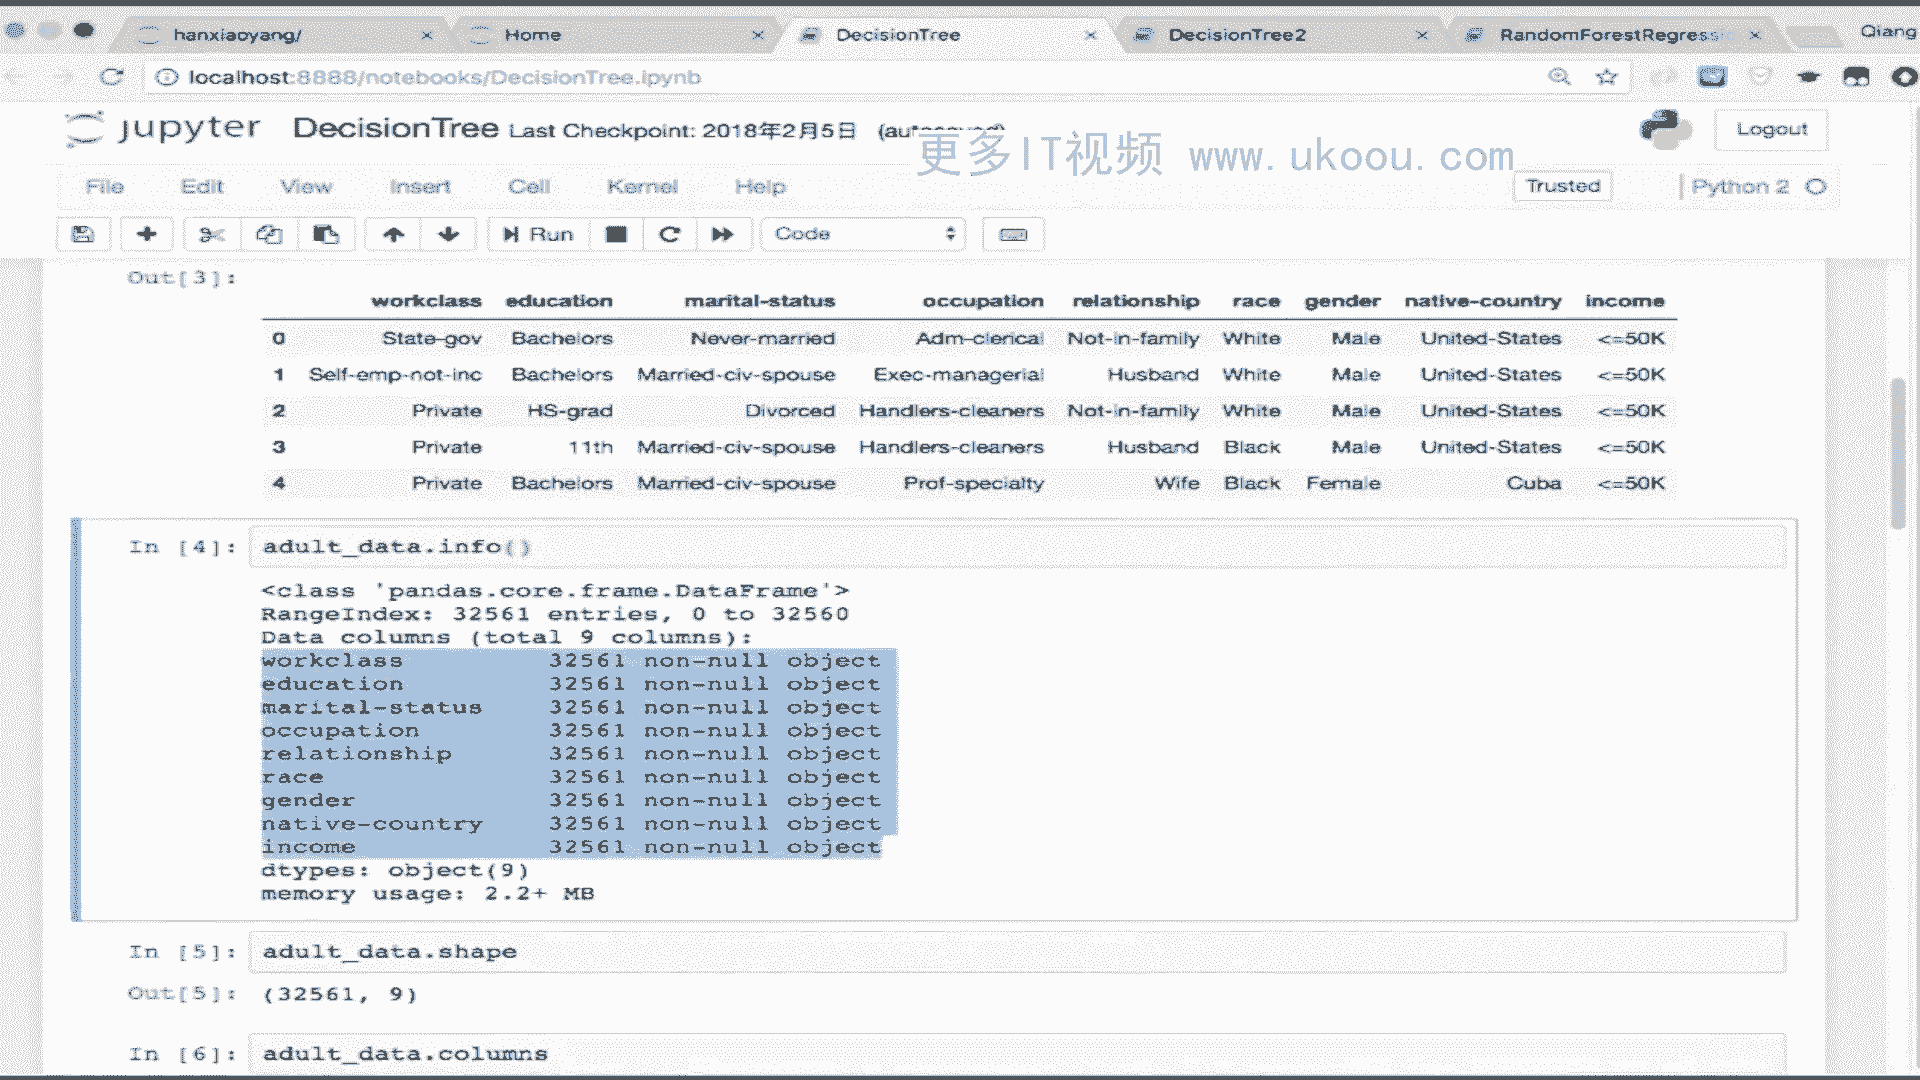 hanxiaoyang/ Home DecisionTree DecisionTree2 RandomForestRegress Qiang
localhost:8888/notebooks/DecisionTree.ipynb
jupyter DecisionTree Last Checkpoint: 2018年2月5日 (autosaved) Logout
更多IT视频 www.ukoou.com
File Edit View Insert Cell Kernel Help Trusted Python 2
Run Code
Out[3]:
workclass education marital-status occupation relationship race gender native-country income
0 State-gov Bachelors Never-married Adm-clerical Not-in-family White Male United-States <=50K
1 Self-emp-not-inc Bachelors Married-civ-spouse Exec-managerial Husband White Male United-States <=50K
2 Private HS-grad Divorced Handlers-cleaners Not-in-family White Male United-States <=50K
3 Private 11th Married-civ-spouse Handlers-cleaners Husband Black Male United-States <=50K
4 Private Bachelors Married-civ-spouse Prof-specialty Wife Black Female Cuba <=50K
In [4]: adult_data.info()
<class 'pandas.core.frame.DataFrame'>
RangeIndex: 32561 entries, 0 to 32560
Data columns (total 9 columns):
workclass 32561 non-null object
education 32561 non-null object
marital-status 32561 non-null object
occupation 32561 non-null object
relationship 32561 non-null object
race 32561 non-null object
gender 32561 non-null object
native-country 32561 non-null object
income 32561 non-null object
dtypes: object(9)
memory usage: 2.2+ MB
In [5]: adult_data.shape
Out[5]: (32561, 9)
In [6]: adult_data.columns